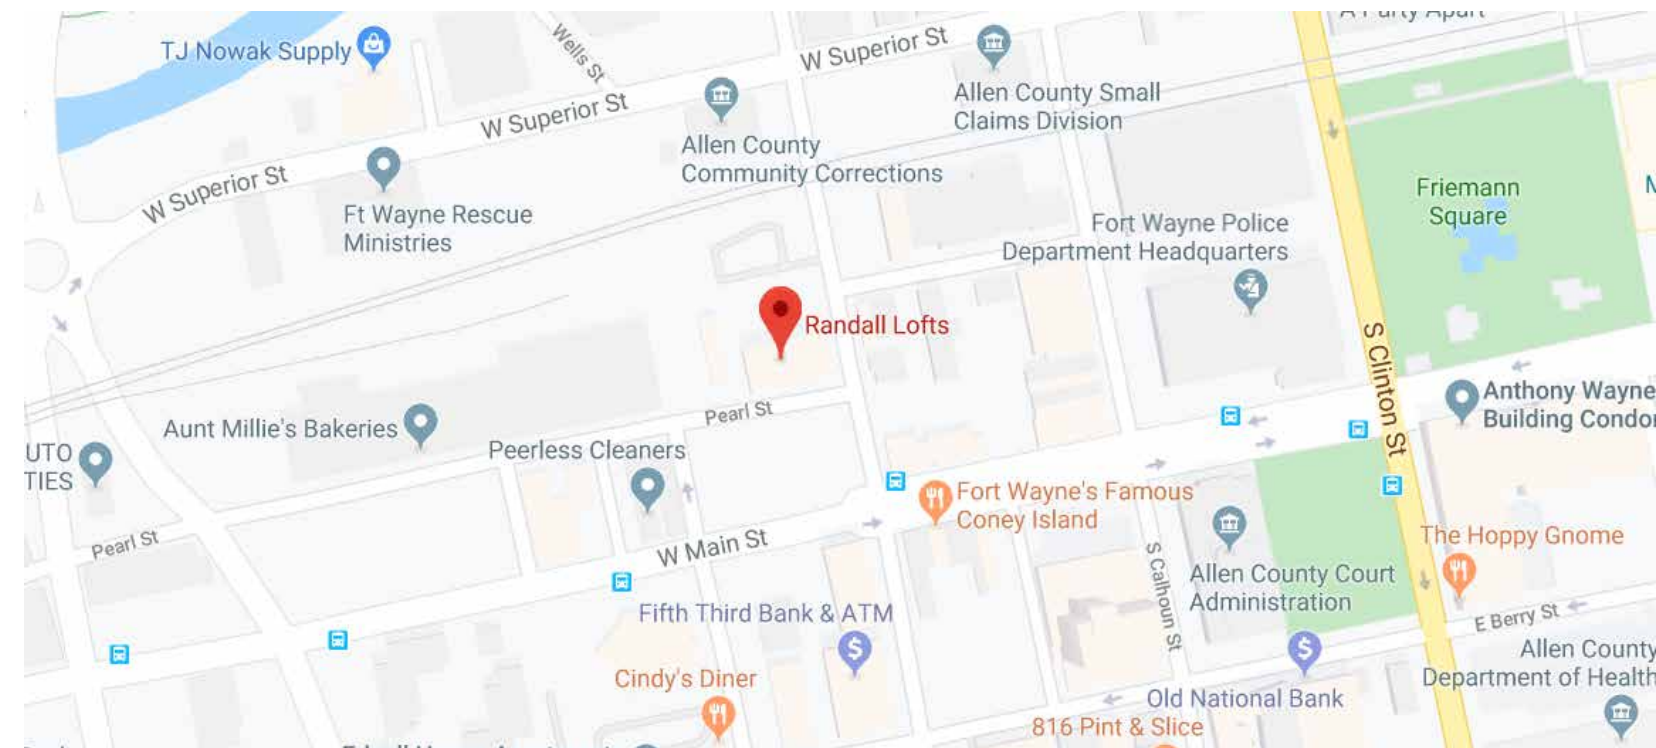 TJ Nowak Supply
Wells St
W Superior St
W Superior St
W Superior St
Allen County Small
Claims Division
Allen County
Community Corrections
Ft Wayne Rescue
Ministries
Friemann
Square
Fort Wayne Police
Department Headquarters
Randall Lofts
S Clinton St
Anthony Wayne
Pearl St
Aunt Millie's Bakeries
Peerless Cleaners
Building
UTO
TIES
Fort Wayne's Famous
Coney Island
Pearl St
W Main St
S Calhoun St
The Hoppy Gnome
Allen County Court
Administration
Fifth Third Bank & ATM
$
$
E Berry St
Allen County
Department of Health
Cindy's Diner
Old National Bank
816 Pint & Slice